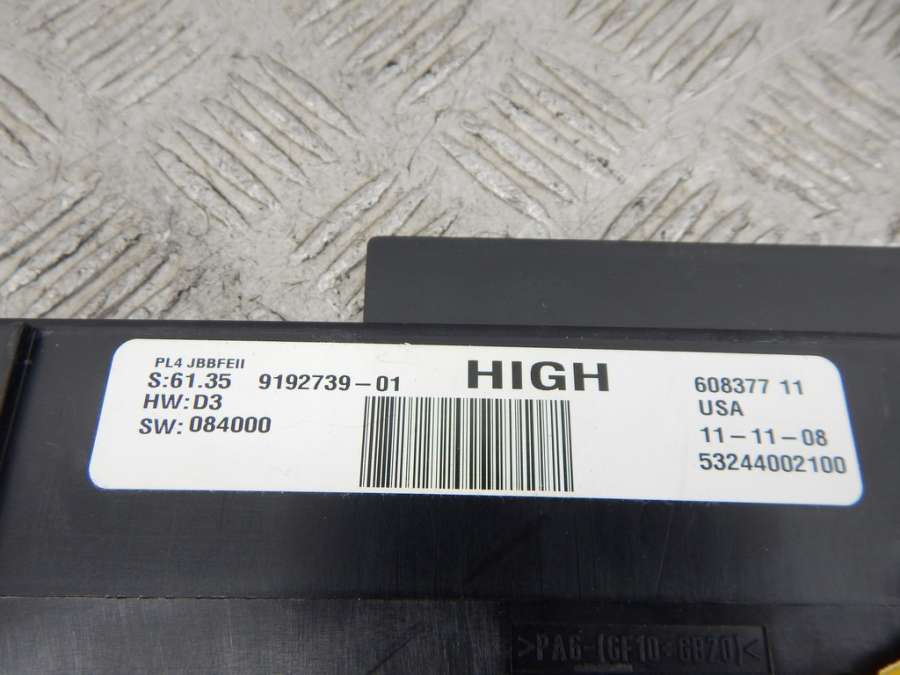 PL4 JBBFEII
S:61.35 9192739-01 HIGH
HW:D3
SW: 084000
608377 11
USA
11-11-08
53244002100
>PA6-(GF10+GB20)<